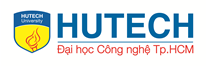 HUTECH
University
HUTECH
Đại học Công nghệ Tp.HCM